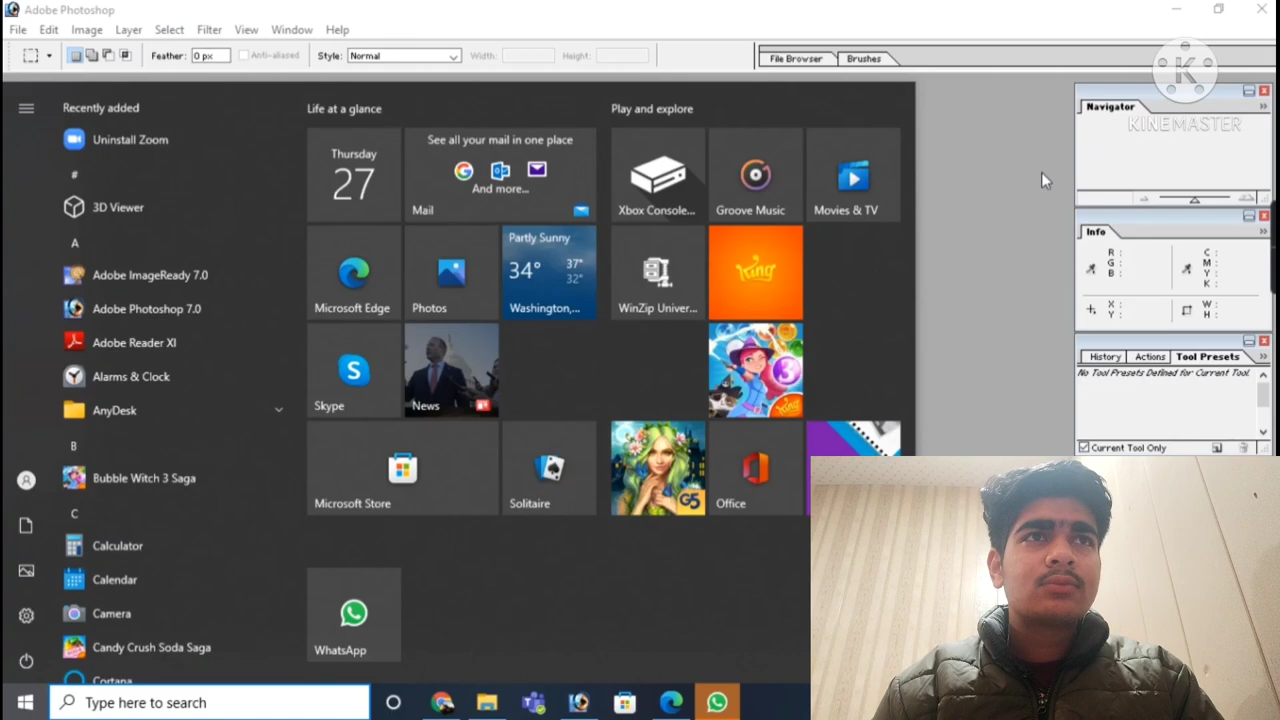 Adobe Photoshop
File Edit Image Layer Select Filter View Window Help
Feather: 0 px Anti-aliased Style: Normal Width: Height:
File Browser Brushes
K
KINEMASTER
Navigator
Info
R :
G :
B :
C :
M :
Y :
K :
X :
Y :
W :
H :
History Actions Tool Presets
No Tool Presets Defined for Current Tool.
Current Tool Only
Recently added
Uninstall Zoom
#
3D Viewer
A
Adobe ImageReady 7.0
Adobe Photoshop 7.0
Adobe Reader XI
Alarms & Clock
AnyDesk
B
Bubble Witch 3 Saga
C
Calculator
Calendar
Camera
Candy Crush Soda Saga
Cortana
Life at a glance
Thursday
27
See all your mail in one place
And more...
Mail
Microsoft Edge
Photos
Partly Sunny
34° 37°
32°
Washington,...
Skype
News
Microsoft Store
Solitaire
WhatsApp
Play and explore
Xbox Console...
Groove Music
Movies & TV
WinZip Univer...
King
3
King
G5
Office
Type here to search